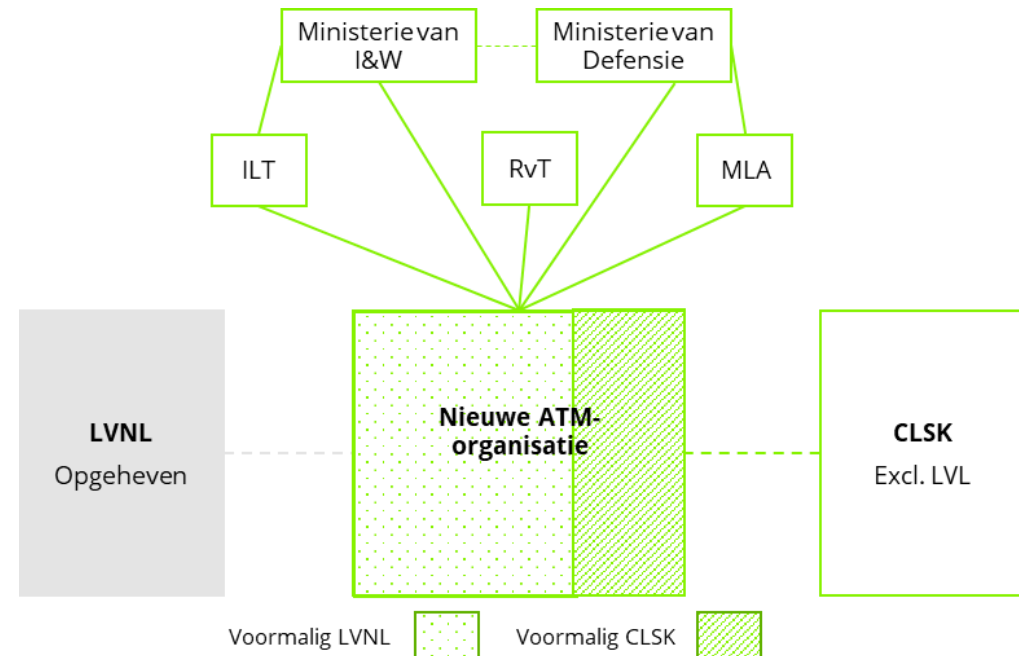 Ministerie van
I&W
Ministerie van
Defensie
ILT
RvT
MLA
LVNL
Opgeheven
Nieuwe ATM-
organisatie
CLSK
Excl. LVL
Voormalig LVNL
Voormalig CLSK